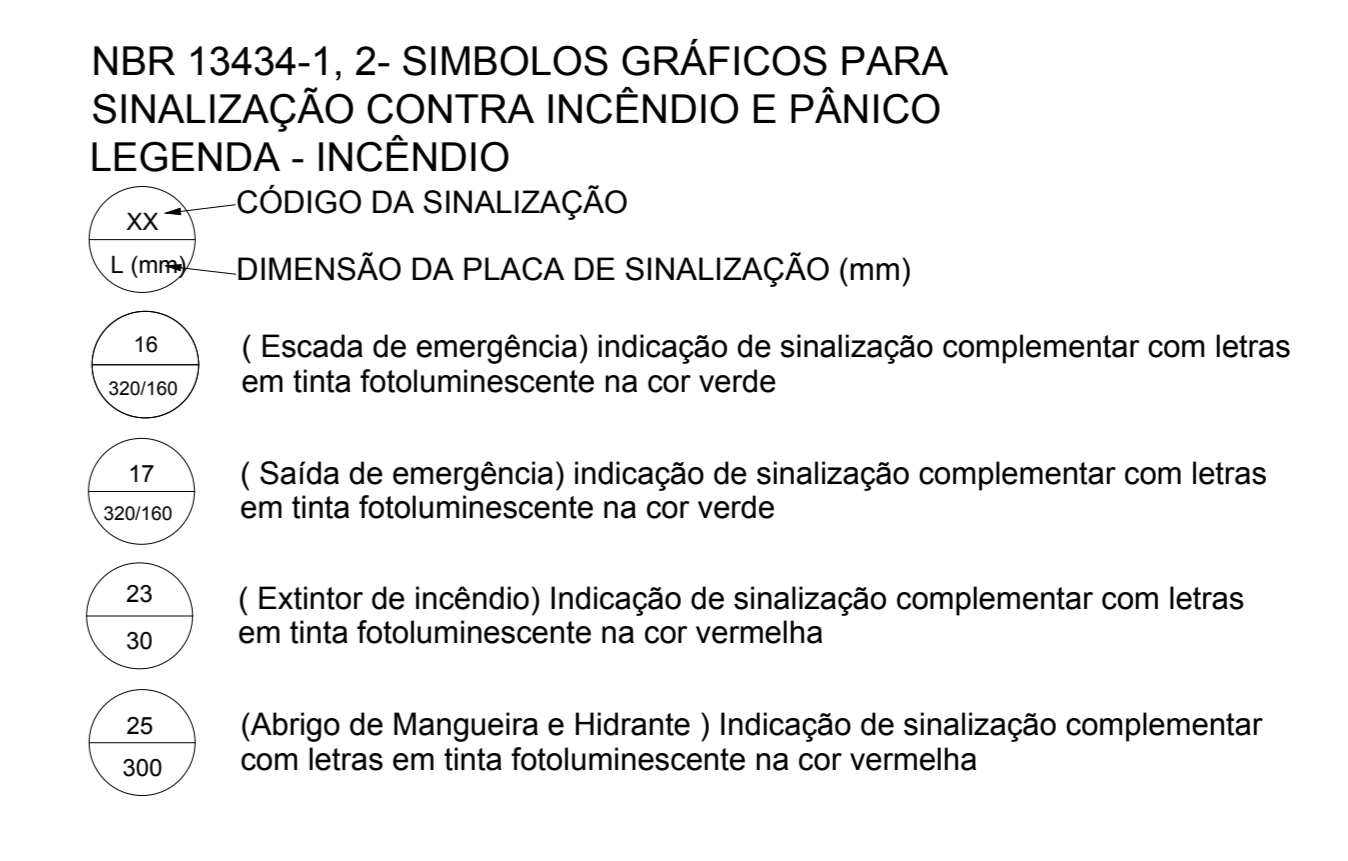 NBR 13434-1, 2- SIMBOLOS GRÁFICOS PARA
SINALIZAÇÃO CONTRA INCÊNDIO E PÂNICO
LEGENDA - INCÊNDIO
XX
CÓDIGO DA SINALIZAÇÃO
L (mm)
DIMENSÃO DA PLACA DE SINALIZAÇÃO (mm)
16
320/160
( Escada de emergência) indicação de sinalização complementar com letras
em tinta fotoluminescente na cor verde
17
320/160
( Saída de emergência) indicação de sinalização complementar com letras
em tinta fotoluminescente na cor verde
23
30
( Extintor de incêndio) Indicação de sinalização complementar com letras
em tinta fotoluminescente na cor vermelha
25
300
(Abrigo de Mangueira e Hidrante ) Indicação de sinalização complementar
com letras em tinta fotoluminescente na cor vermelha